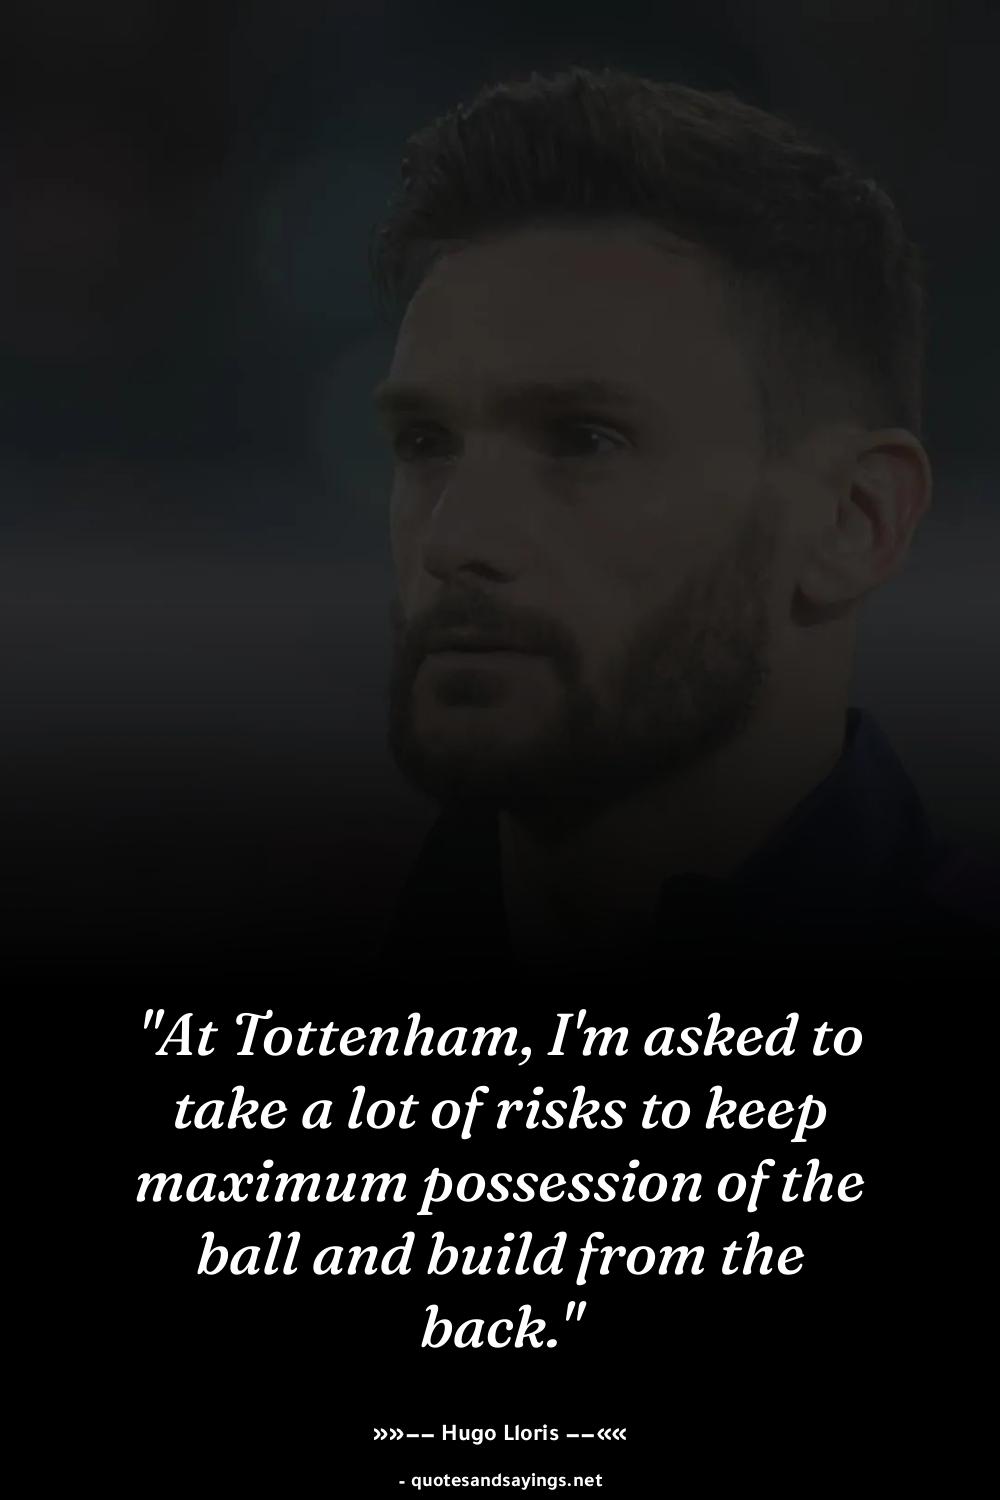 "At Tottenham, I'm asked to
take a lot of risks to keep
maximum possession of the
ball and build from the
back."
»»−− Hugo Lloris −−««
- quotesandsayings.net